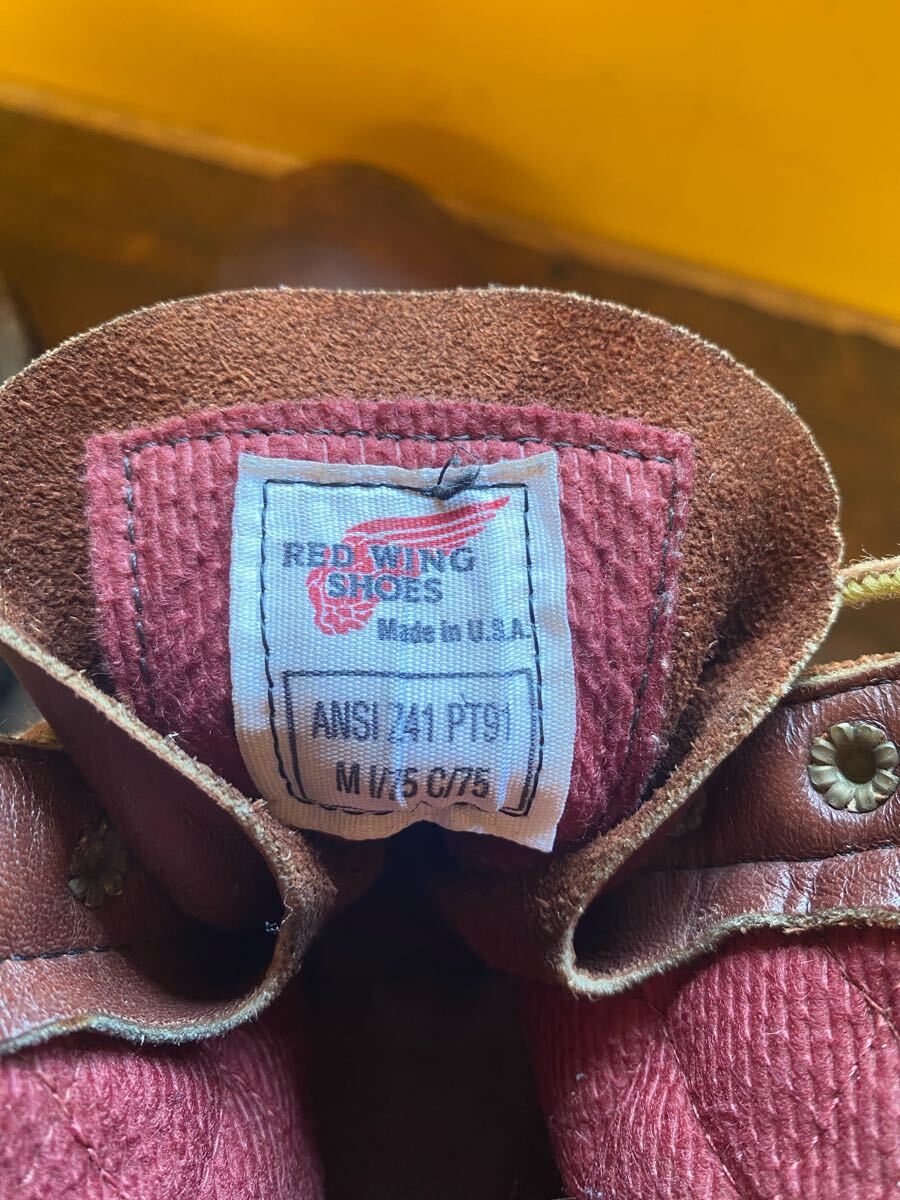 RED WING
SHOES
Made in U.S.A.
ANSI Z41 PT91
M I/75 C/75